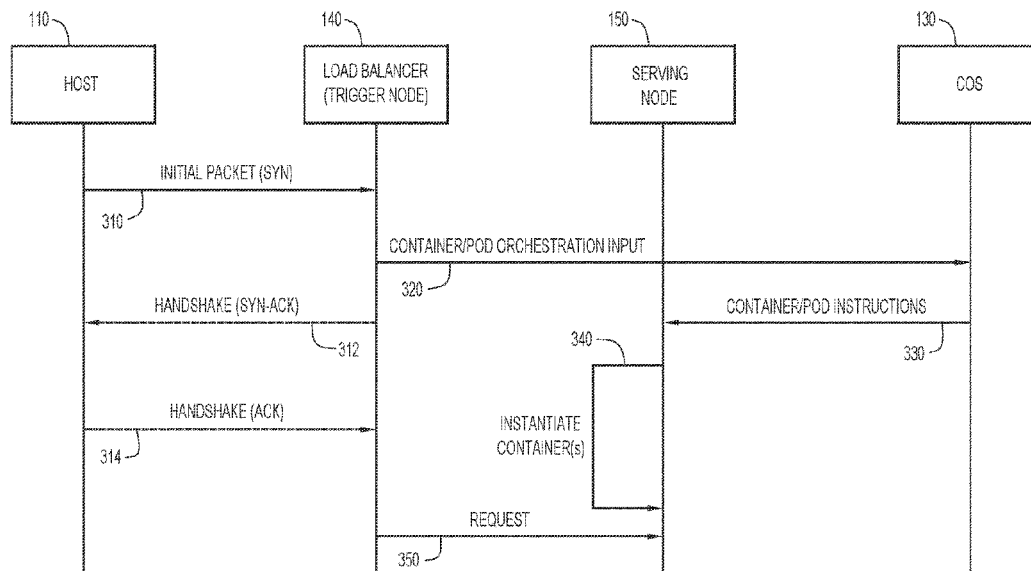 110
140
150
130
HOST
LOAD BALANCER
(TRIGGER NODE)
SERVING
NODE
COS
INITIAL PACKET (SYN)
310
CONTAINER/POD ORCHESTRATION INPUT
320
HANDSHAKE (SYN-ACK)
312
CONTAINER/POD INSTRUCTIONS
330
340
HANDSHAKE (ACK)
314
INSTANTIATE
CONTAINER(s)
REQUEST
350